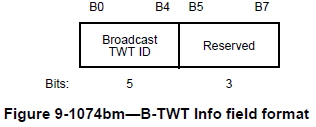 B0 B4 B5 B7
Broadcast
TWT ID
Reserved
Bits: 5 3
Figure 9-1074bm—B-TWT Info field format